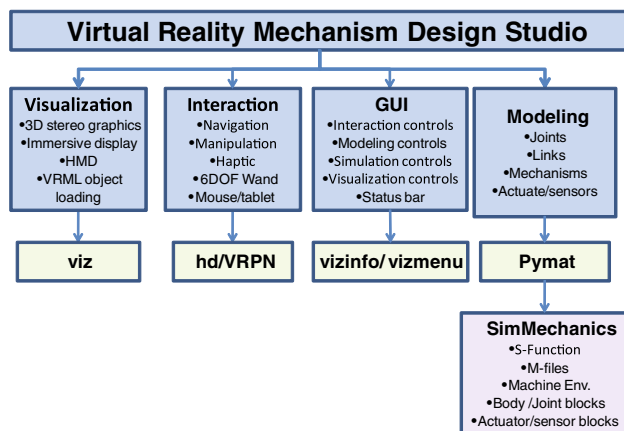 Virtual Reality Mechanism Design Studio
Visualization
•3D stereo graphics
•Immersive display
•HMD
•VRML object
loading
Interaction
•Navigation
•Manipulation
•Haptic
•6DOF Wand
•Mouse/tablet
GUI
•Interaction controls
•Modeling controls
•Simulation controls
•Visualization controls
•Status bar
Modeling
•Joints
•Links
•Mechanisms
•Actuate/sensors
viz
hd/VRPN
vizinfo/ vizmenu
Pymat
SimMechanics
•S-Function
•M-files
•Machine Env.
•Body /Joint blocks
•Actuator/sensor blocks